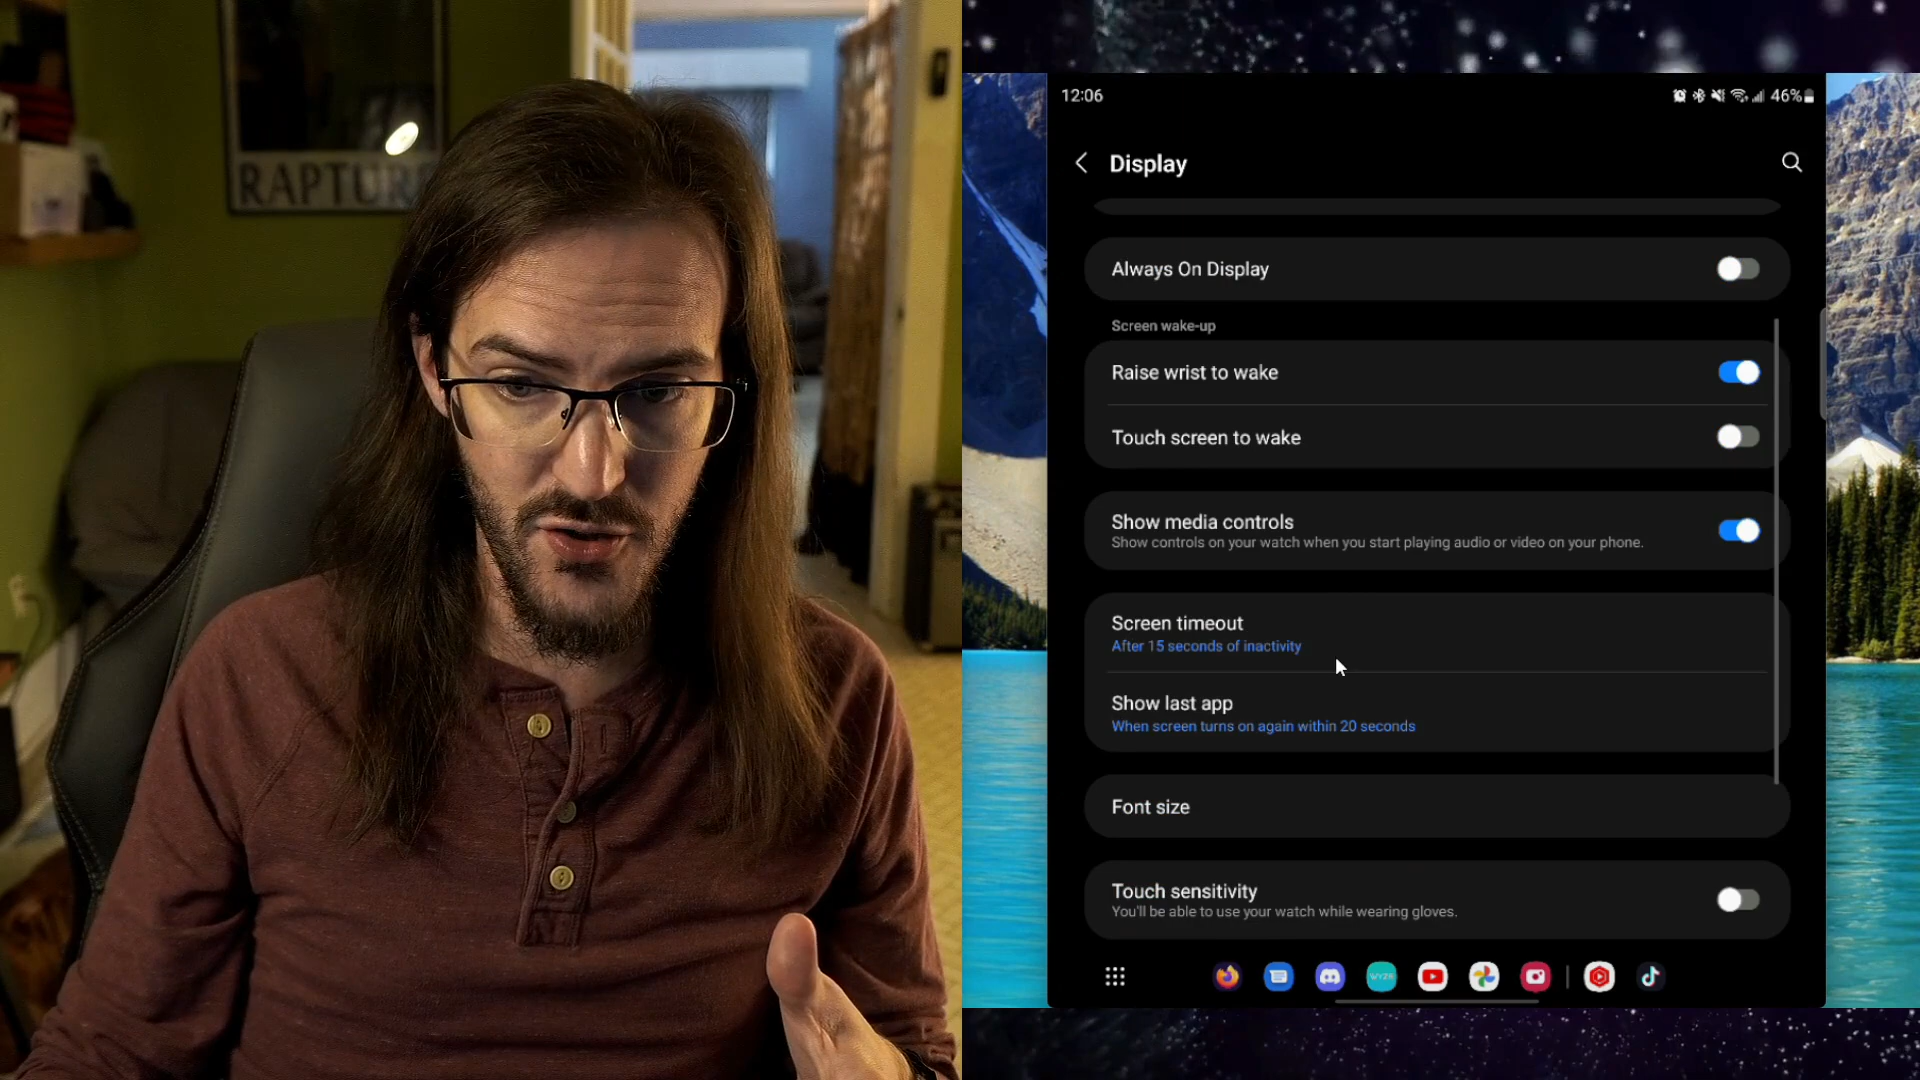 RAPTUR
12:06
46%
Display
Always On Display
Screen wake-up
Raise wrist to wake
Touch screen to wake
Show media controls
Show controls on your watch when you start playing audio or video on your phone.
Screen timeout
After 15 seconds of inactivity
Show last app
When screen turns on again within 20 seconds
Font size
Touch sensitivity
You'll be able to use your watch while wearing gloves.
WYZE